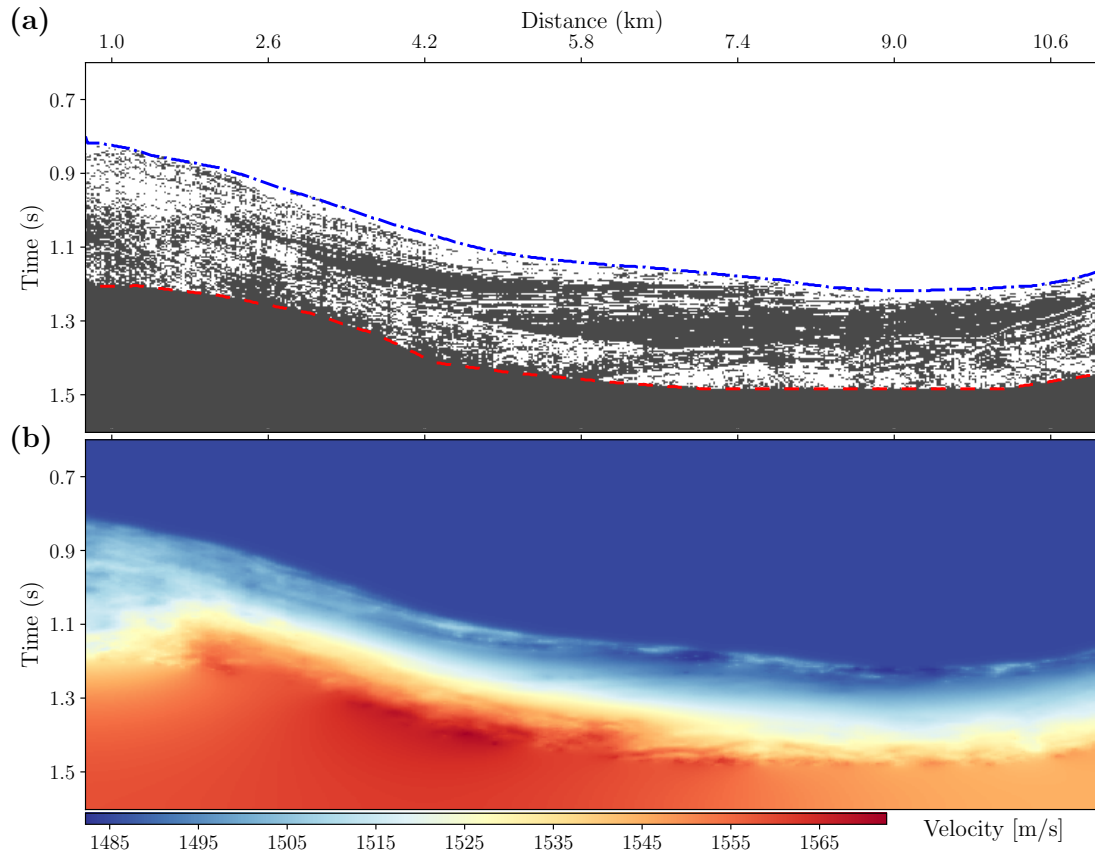 (a)
Distance (km)
1.0 2.6 4.2 5.8 7.4 9.0 10.6
Time (s)
0.7
0.9
1.1
1.3
1.5
(b)
Time (s)
0.7
0.9
1.1
1.3
1.5
1485 1495 1505 1515 1525 1535 1545 1555 1565
Velocity [m/s]